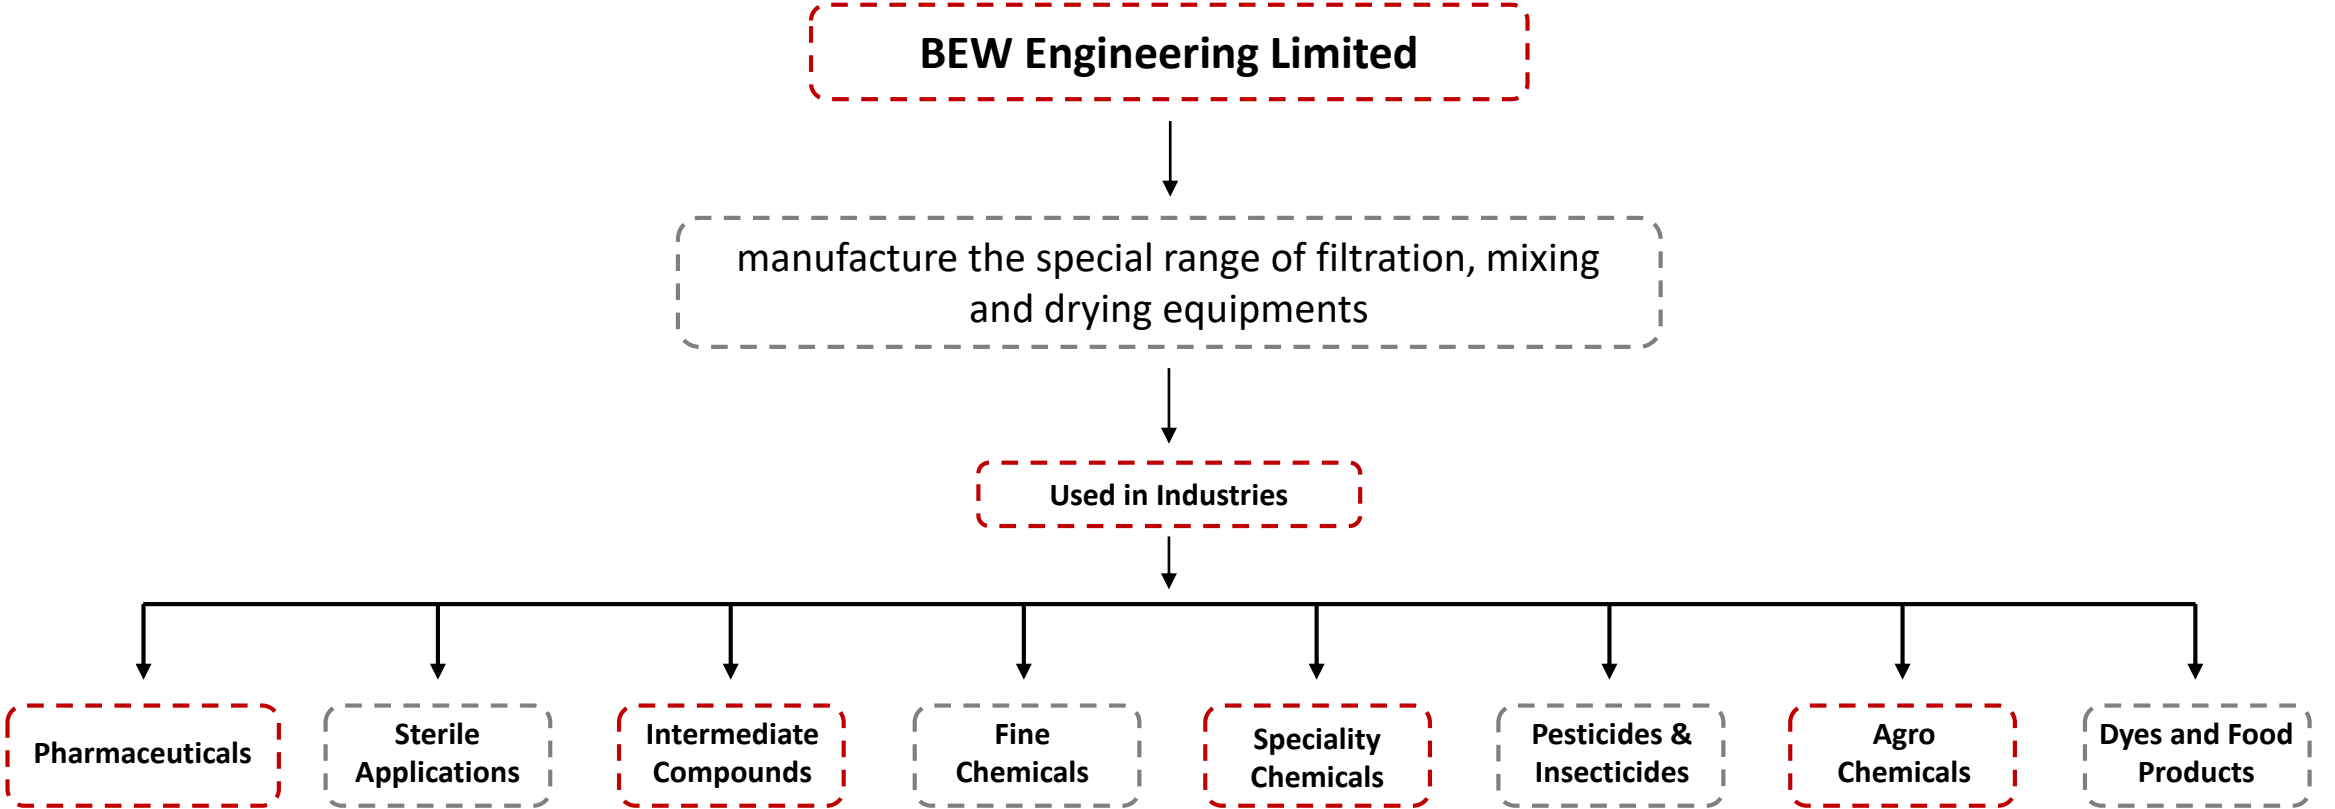 BEW Engineering Limited
manufacture the special range of filtration, mixing
and drying equipments
Used in Industries
Pharmaceuticals
Sterile
Applications
Intermediate
Compounds
Fine
Chemicals
Speciality
Chemicals
Pesticides &
Insecticides
Agro
Chemicals
Dyes and Food
Products